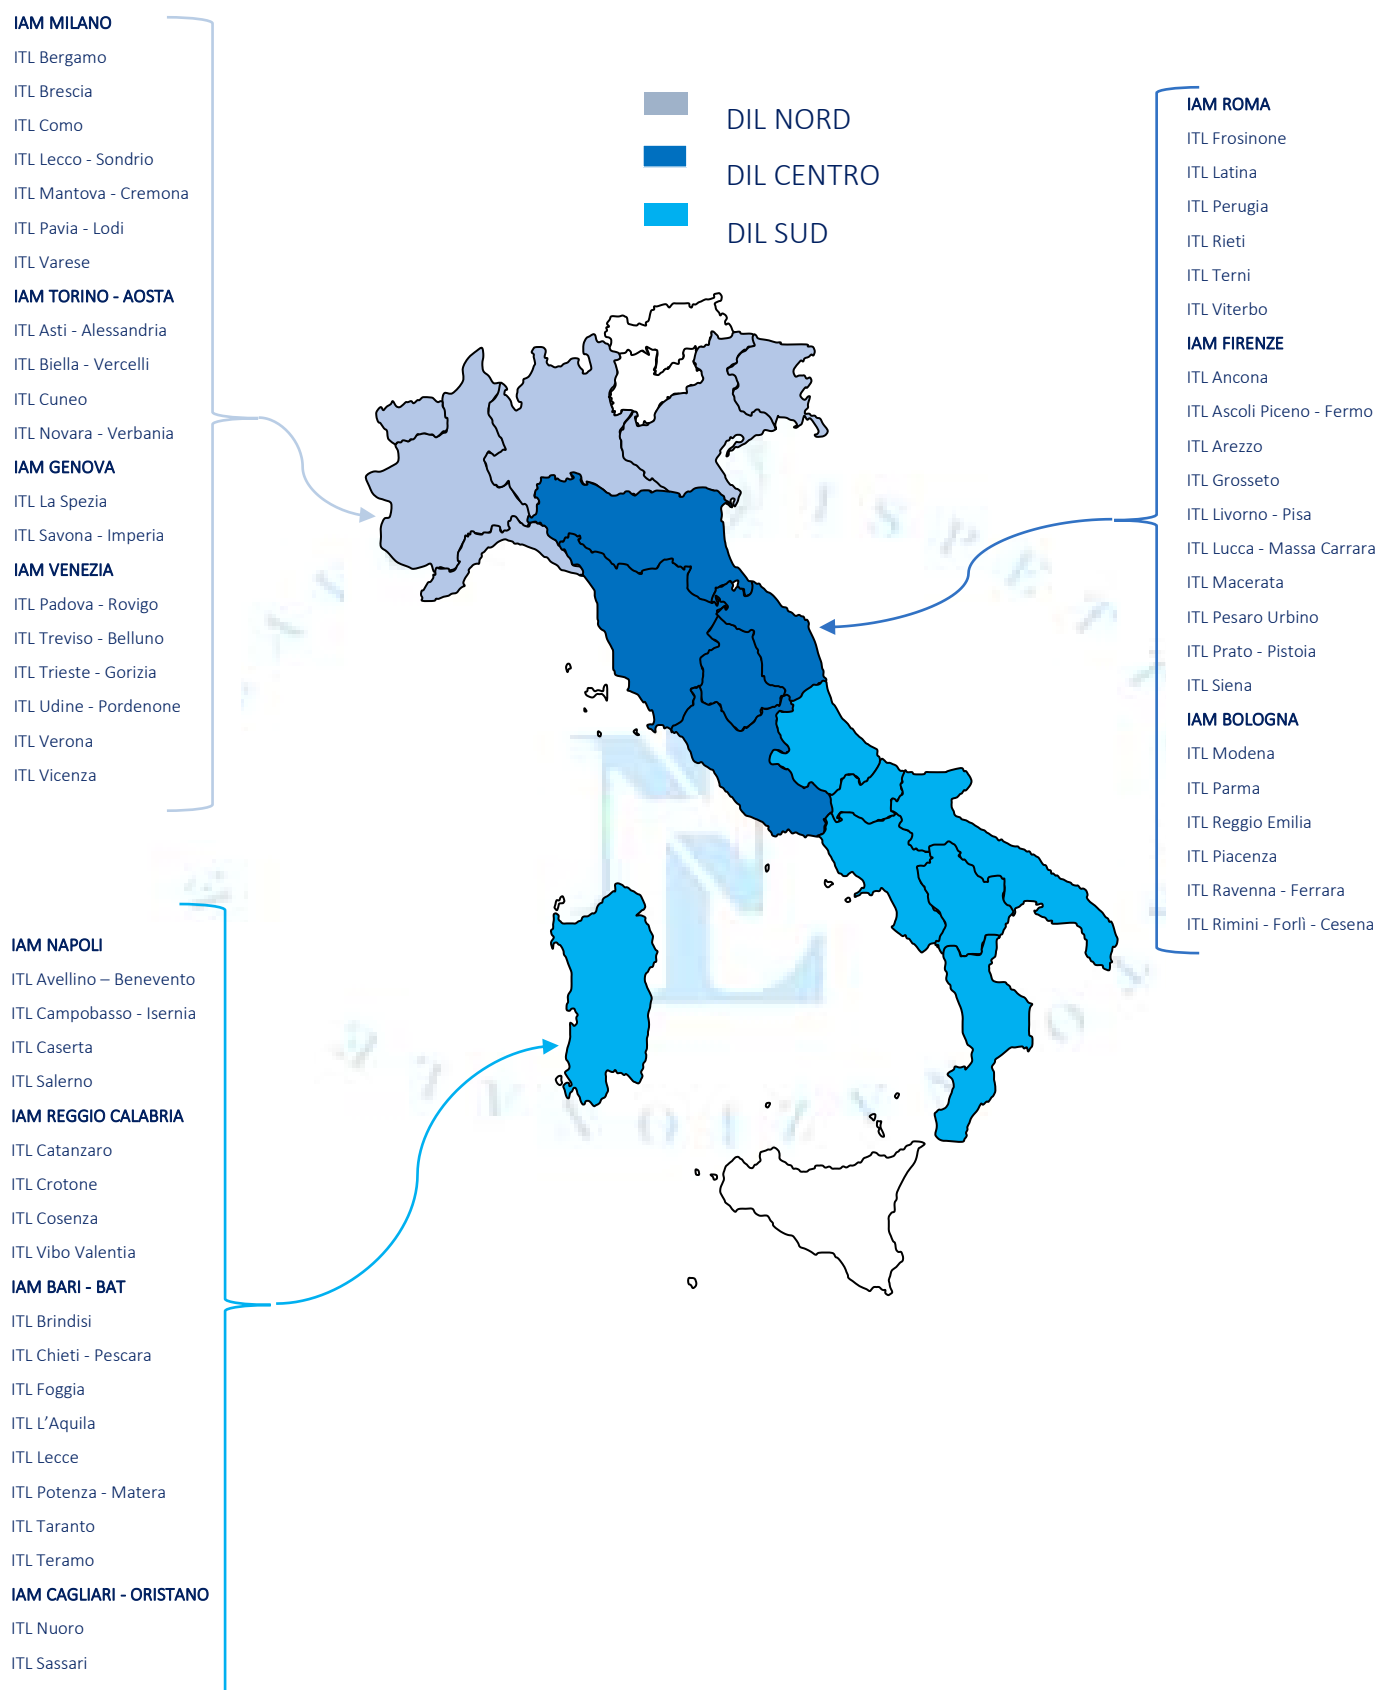 IAM MILANO
ITL Bergamo
ITL Brescia
ITL Como
ITL Lecco - Sondrio
ITL Mantova - Cremona
ITL Pavia - Lodi
ITL Varese
IAM TORINO - AOSTA
ITL Asti - Alessandria
ITL Biella - Vercelli
ITL Cuneo
ITL Novara - Verbania
IAM GENOVA
ITL La Spezia
ITL Savona - Imperia
IAM VENEZIA
ITL Padova - Rovigo
ITL Treviso - Belluno
ITL Trieste - Gorizia
ITL Udine - Pordenone
ITL Verona
ITL Vicenza
DIL NORD
DIL CENTRO
DIL SUD
IAM ROMA
ITL Frosinone
ITL Latina
ITL Perugia
ITL Rieti
ITL Terni
ITL Viterbo
IAM FIRENZE
ITL Ancona
ITL Ascoli Piceno - Fermo
ITL Arezzo
ITL Grosseto
ITL Livorno - Pisa
ITL Lucca - Massa Carrara
ITL Macerata
ITL Pesaro Urbino
ITL Prato - Pistoia
ITL Siena
IAM BOLOGNA
ITL Modena
ITL Parma
ITL Reggio Emilia
ITL Piacenza
ITL Ravenna - Ferrara
ITL Rimini - Forlì - Cesena
IAM NAPOLI
ITL Avellino – Benevento
ITL Campobasso - Isernia
ITL Caserta
ITL Salerno
IAM REGGIO CALABRIA
ITL Catanzaro
ITL Crotone
ITL Cosenza
ITL Vibo Valentia
IAM BARI - BAT
ITL Brindisi
ITL Chieti - Pescara
ITL Foggia
ITL L’Aquila
ITL Lecce
ITL Potenza - Matera
ITL Taranto
ITL Teramo
IAM CAGLIARI - ORISTANO
ITL Nuoro
ITL Sassari